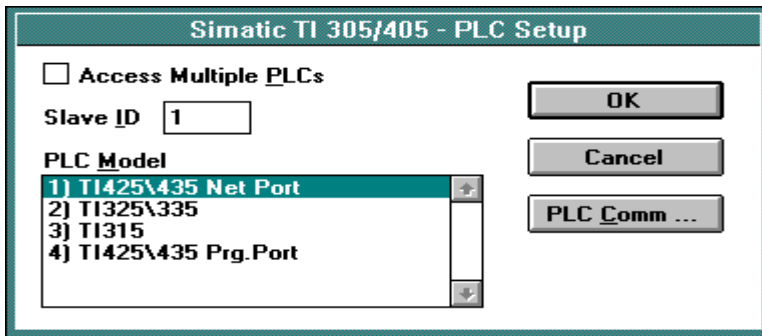 Simatic TI 305/405 - PLC Setup
Access Multiple PLCs
Slave ID 1
PLC Model
1) TI425\435 Net Port
2) TI325\335
3) TI315
4) TI425\435 Prg.Port
OK
Cancel
PLC Comm ...